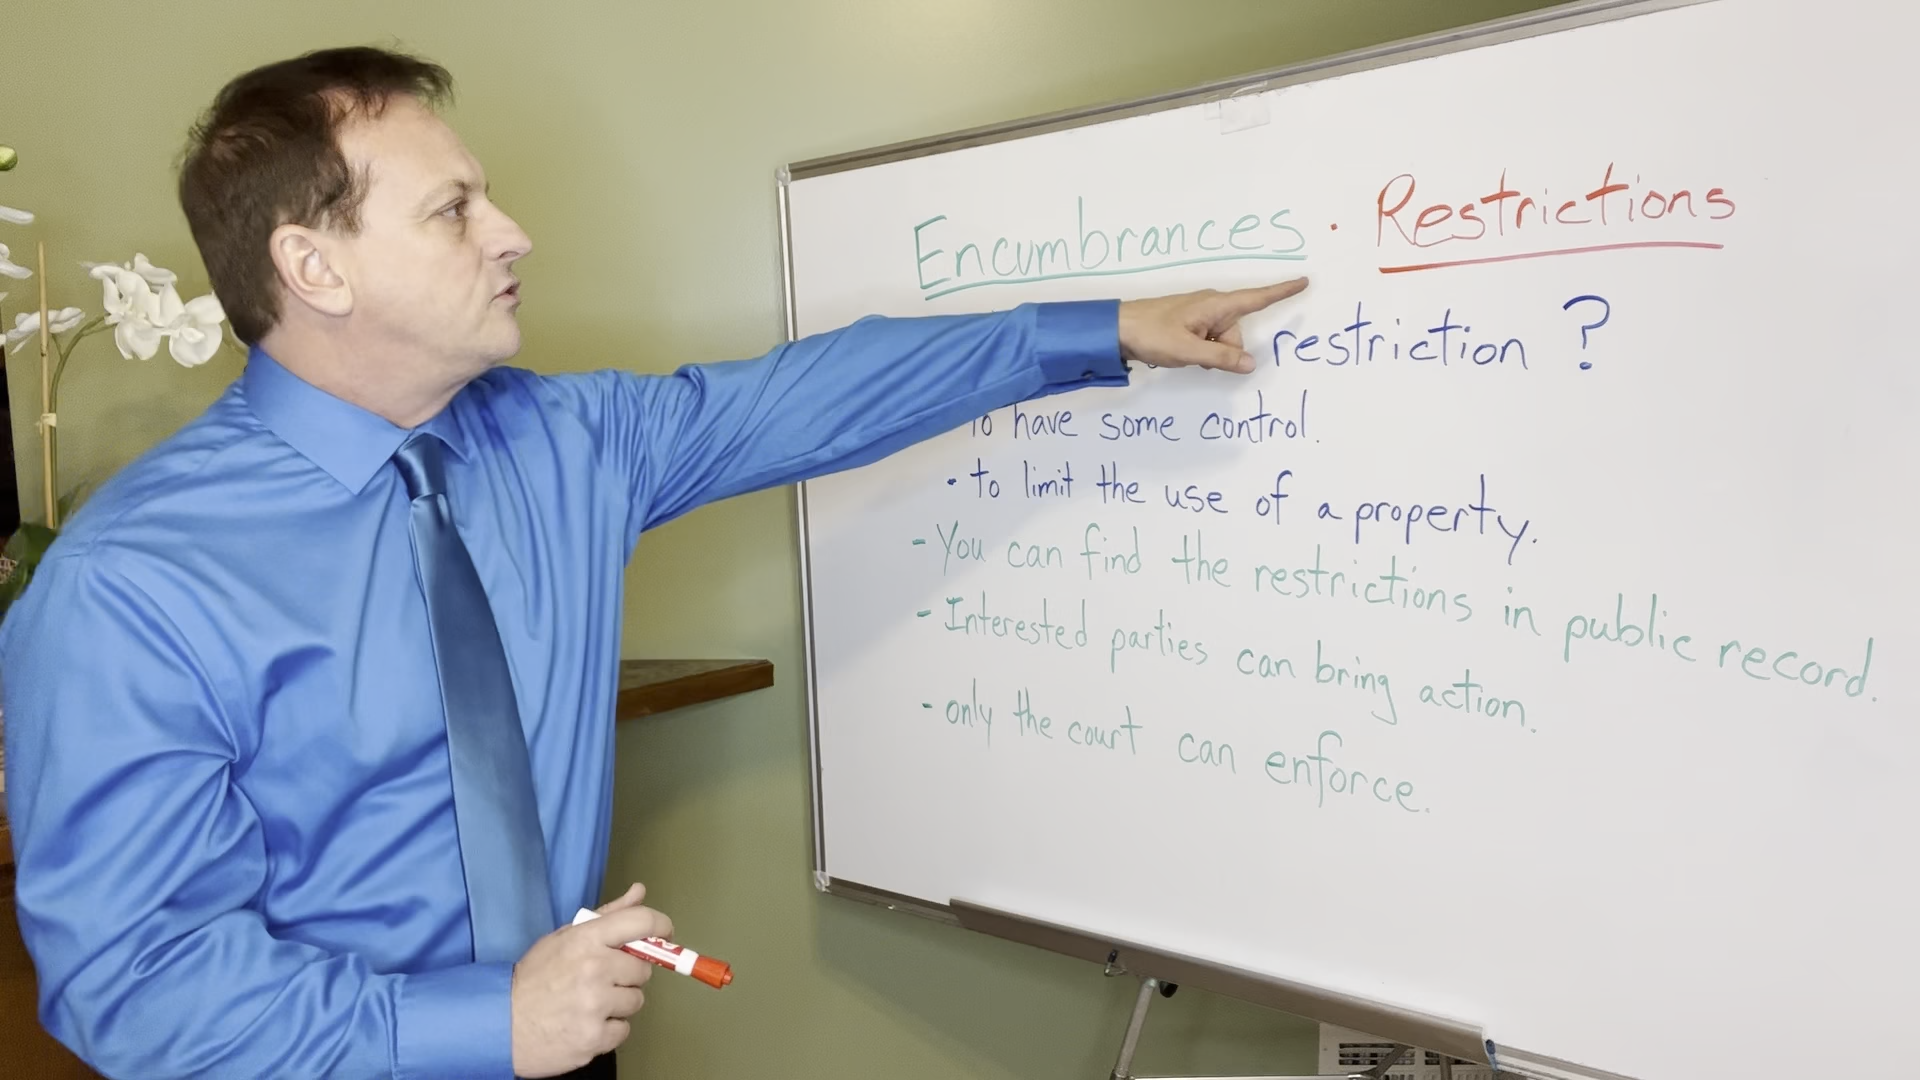 Encumbrances · Restrictions
restriction ?
To have some control.
· to limit the use of a property.
- You can find the restrictions in public record.
- Interested parties can bring action.
- only the court can enforce.